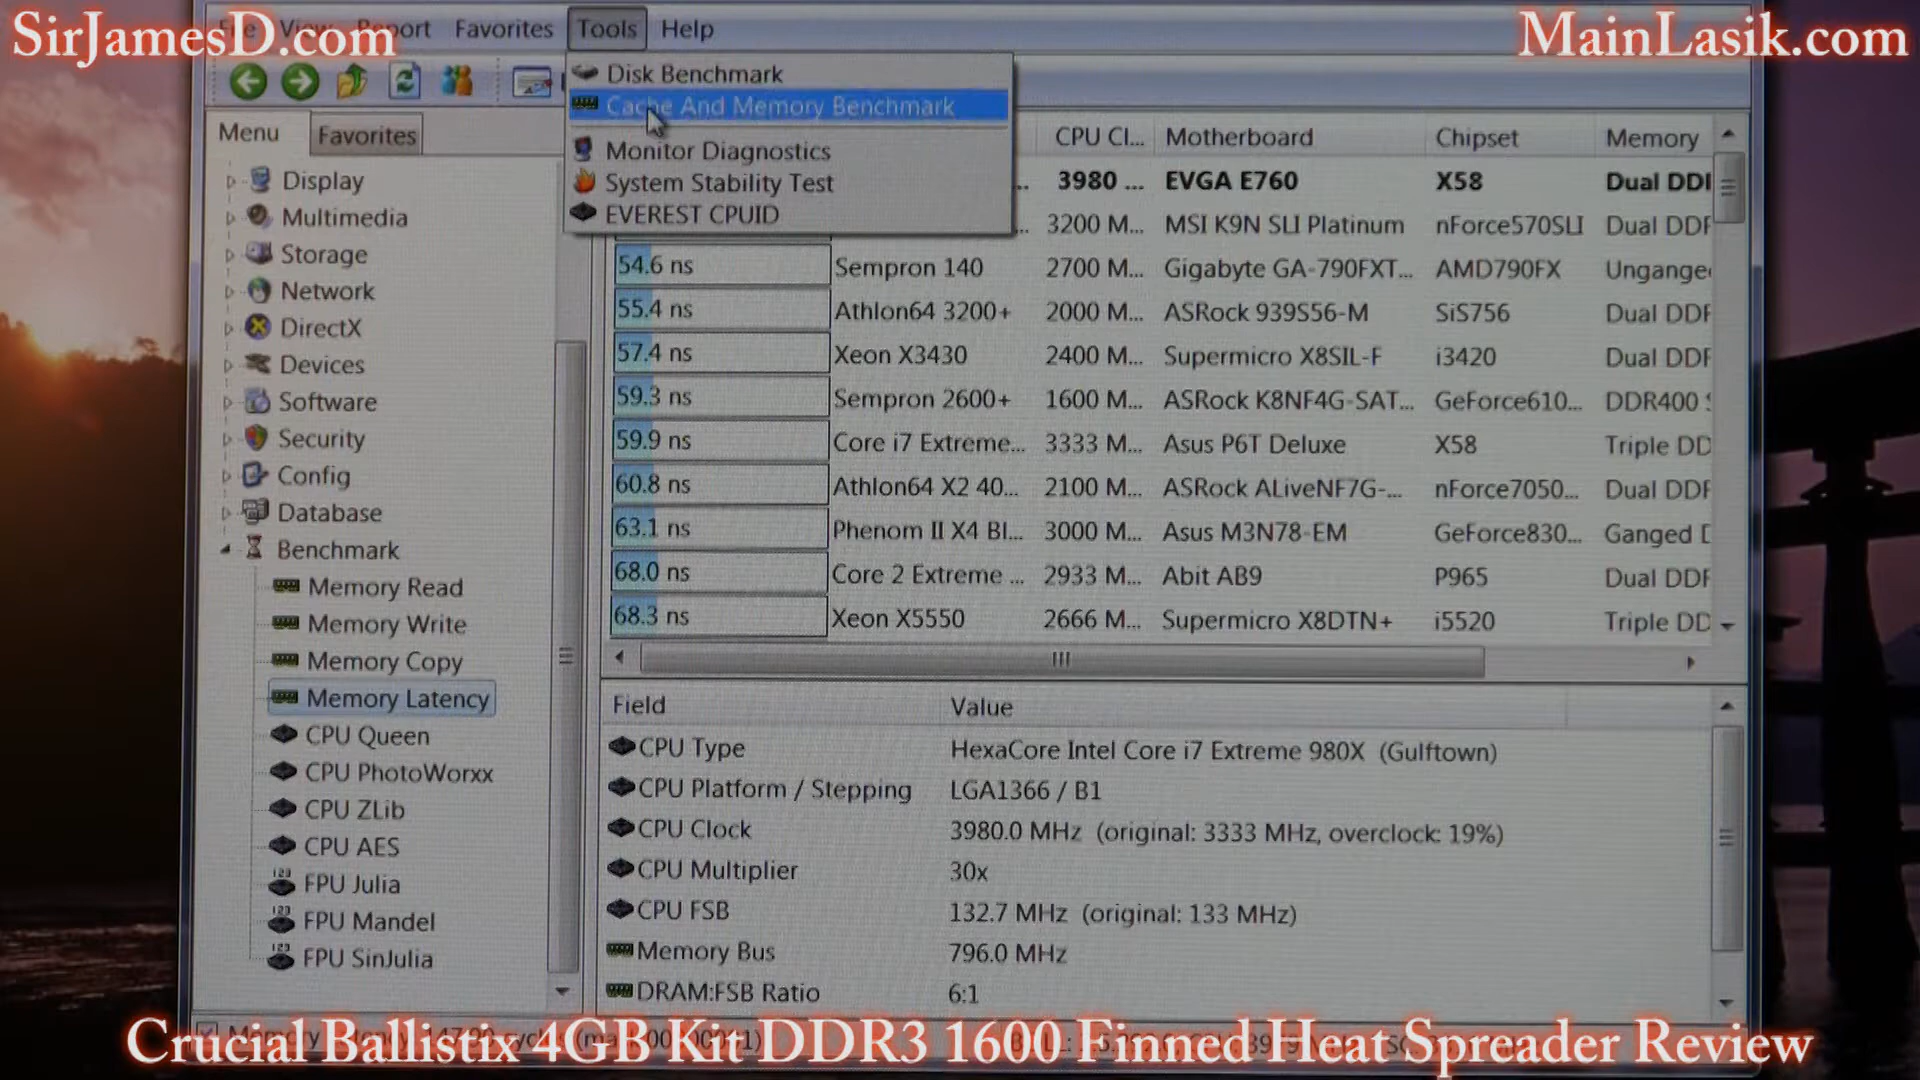 SirJamesD.com
MainLasik.com
File View Report Favorites Tools Help
Disk Benchmark
Cache And Memory Benchmark
Monitor Diagnostics
System Stability Test
EVEREST CPUID
Menu Favorites
Display
Multimedia
Storage
Network
DirectX
Devices
Software
Security
Config
Database
Benchmark
Memory Read
Memory Write
Memory Copy
Memory Latency
CPU Queen
CPU PhotoWorxx
CPU ZLib
CPU AES
FPU Julia
FPU Mandel
FPU SinJulia
CPU Cl... Motherboard Chipset Memory
... 3980 ... EVGA E760 X58 Dual DDI
... 3200 M... MSI K9N SLI Platinum nForce570SLI Dual DDF
54.6 ns Sempron 140 2700 M... Gigabyte GA-790FXT... AMD790FX Ungange
55.4 ns Athlon64 3200+ 2000 M... ASRock 939S56-M SiS756 Dual DDF
57.4 ns Xeon X3430 2400 M... Supermicro X8SIL-F i3420 Dual DDF
59.3 ns Sempron 2600+ 1600 M... ASRock K8NF4G-SAT... GeForce610... DDR400
59.9 ns Core i7 Extreme... 3333 M... Asus P6T Deluxe X58 Triple DD
60.8 ns Athlon64 X2 40... 2100 M... ASRock ALiveNF7G-... nForce7050... Dual DDF
63.1 ns Phenom II X4 Bl... 3000 M... Asus M3N78-EM GeForce830... Ganged
68.0 ns Core 2 Extreme ... 2933 M... Abit AB9 P965 Dual DDF
68.3 ns Xeon X5550 2666 M... Supermicro X8DTN+ i5520 Triple DD
Field Value
CPU Type HexaCore Intel Core i7 Extreme 980X (Gulftown)
CPU Platform / Stepping LGA1366 / B1
CPU Clock 3980.0 MHz (original: 3333 MHz, overclock: 19%)
CPU Multiplier 30x
CPU FSB 132.7 MHz (original: 133 MHz)
Memory Bus 796.0 MHz
DRAM:FSB Ratio 6:1
Crucial Ballistix 4GB Kit DDR3 1600 Finned Heat Spreader Review